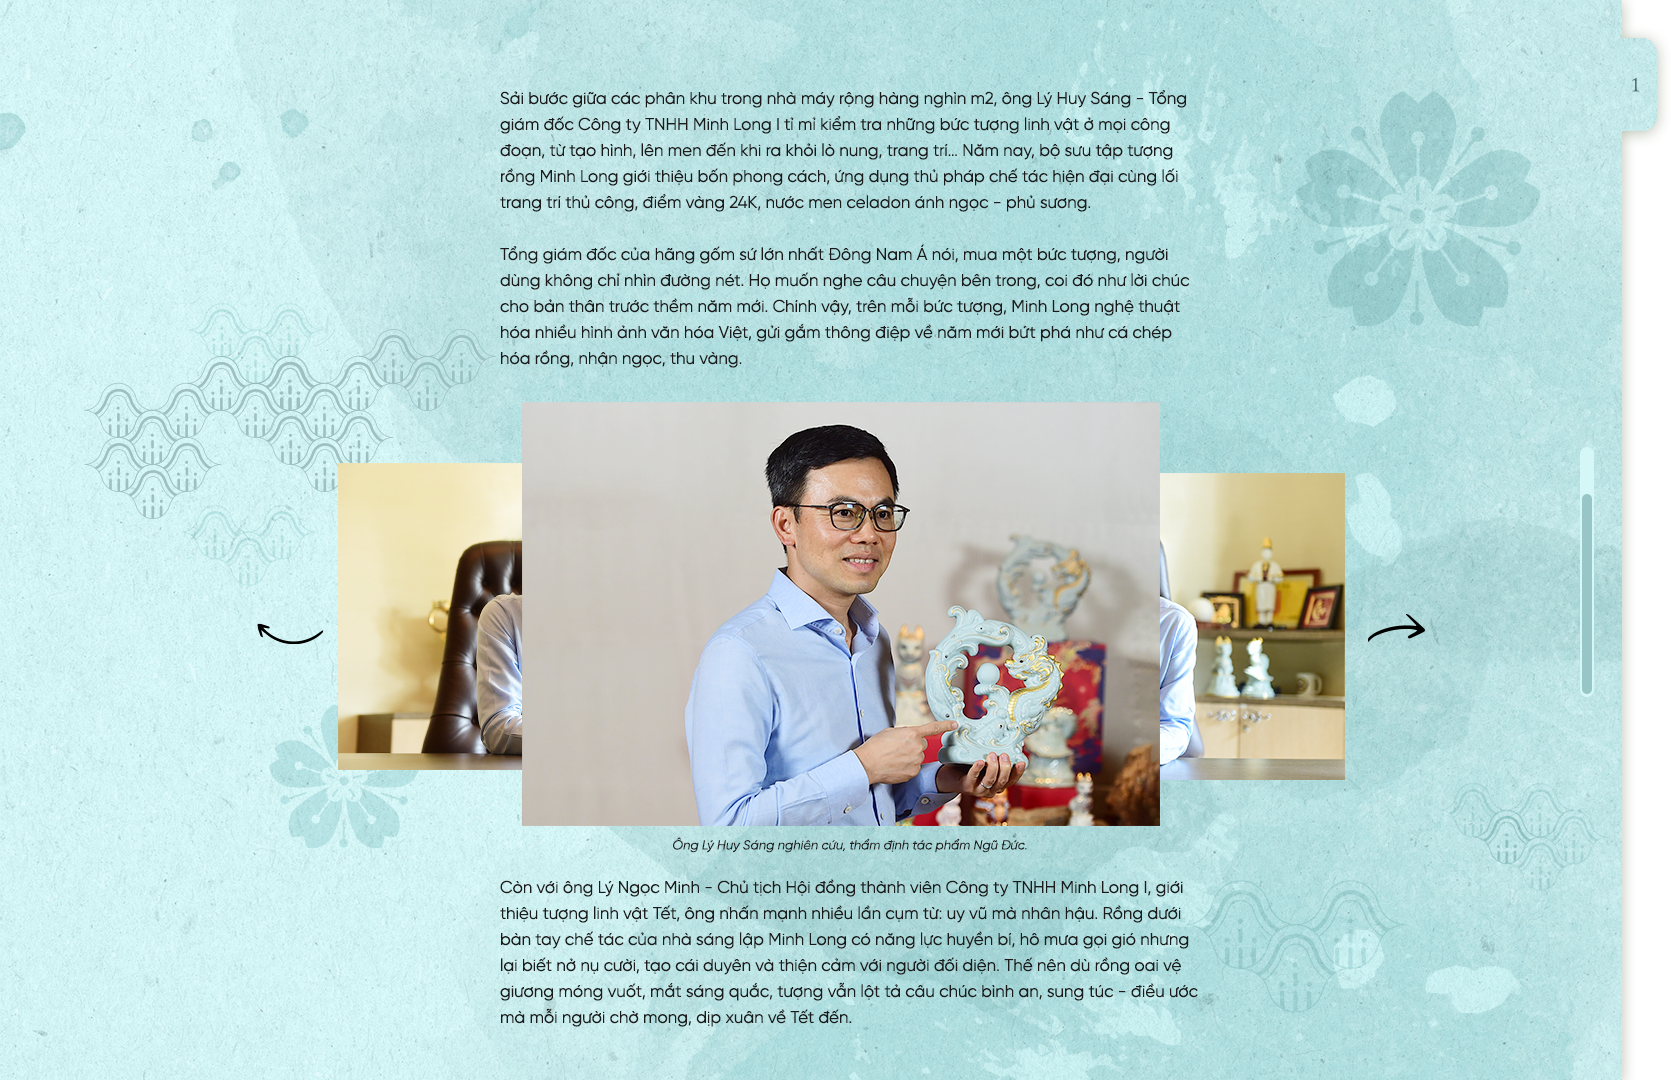 1
Sải bước giữa các phân khu trong nhà máy rộng hàng nghìn m2, ông Lý Huy Sáng - Tổng
giám đốc Công ty TNHH Minh Long I tỉ mỉ kiểm tra những bức tượng linh vật ở mọi công
đoạn, từ tạo hình, lên men đến khi ra khỏi lò nung, trang trí... Năm nay, bộ sưu tập tượng
rồng Minh Long giới thiệu bốn phong cách, ứng dụng thủ pháp chế tác hiện đại cùng lối
trang trí thủ công, điểm vàng 24K, nước men celadon ánh ngọc - phủ sương.
Tổng giám đốc của hãng gốm sứ lớn nhất Đông Nam Á nói, mua một bức tượng, người
dùng không chỉ nhìn đường nét. Họ muốn nghe câu chuyện bên trong, coi đó như lời chúc
cho bản thân trước thềm năm mới. Chính vậy, trên mỗi bức tượng, Minh Long nghệ thuật
hóa nhiều hình ảnh văn hóa Việt, gửi gắm thông điệp về năm mới bứt phá như cá chép
hóa rồng, nhận ngọc, thu vàng.
Ông Lý Huy Sáng nghiên cứu, thẩm định tác phẩm Ngũ Đức.
Còn với ông Lý Ngọc Minh - Chủ tịch Hội đồng thành viên Công ty TNHH Minh Long I, giới
thiệu tượng linh vật Tết, ông nhấn mạnh nhiều lần cụm từ: uy vũ mà nhân hậu. Rồng dưới
bàn tay chế tác của nhà sáng lập Minh Long có năng lực huyền bí, hô mưa gọi gió nhưng
lại biết nở nụ cười, tạo cái duyên và thiện cảm với người đối diện. Thế nên dù rồng oai vệ
giương móng vuốt, mắt sáng quắc, tượng vẫn lột tả câu chúc bình an, sung túc - điều ước
mà mỗi người chờ mong, dịp xuân về Tết đến.